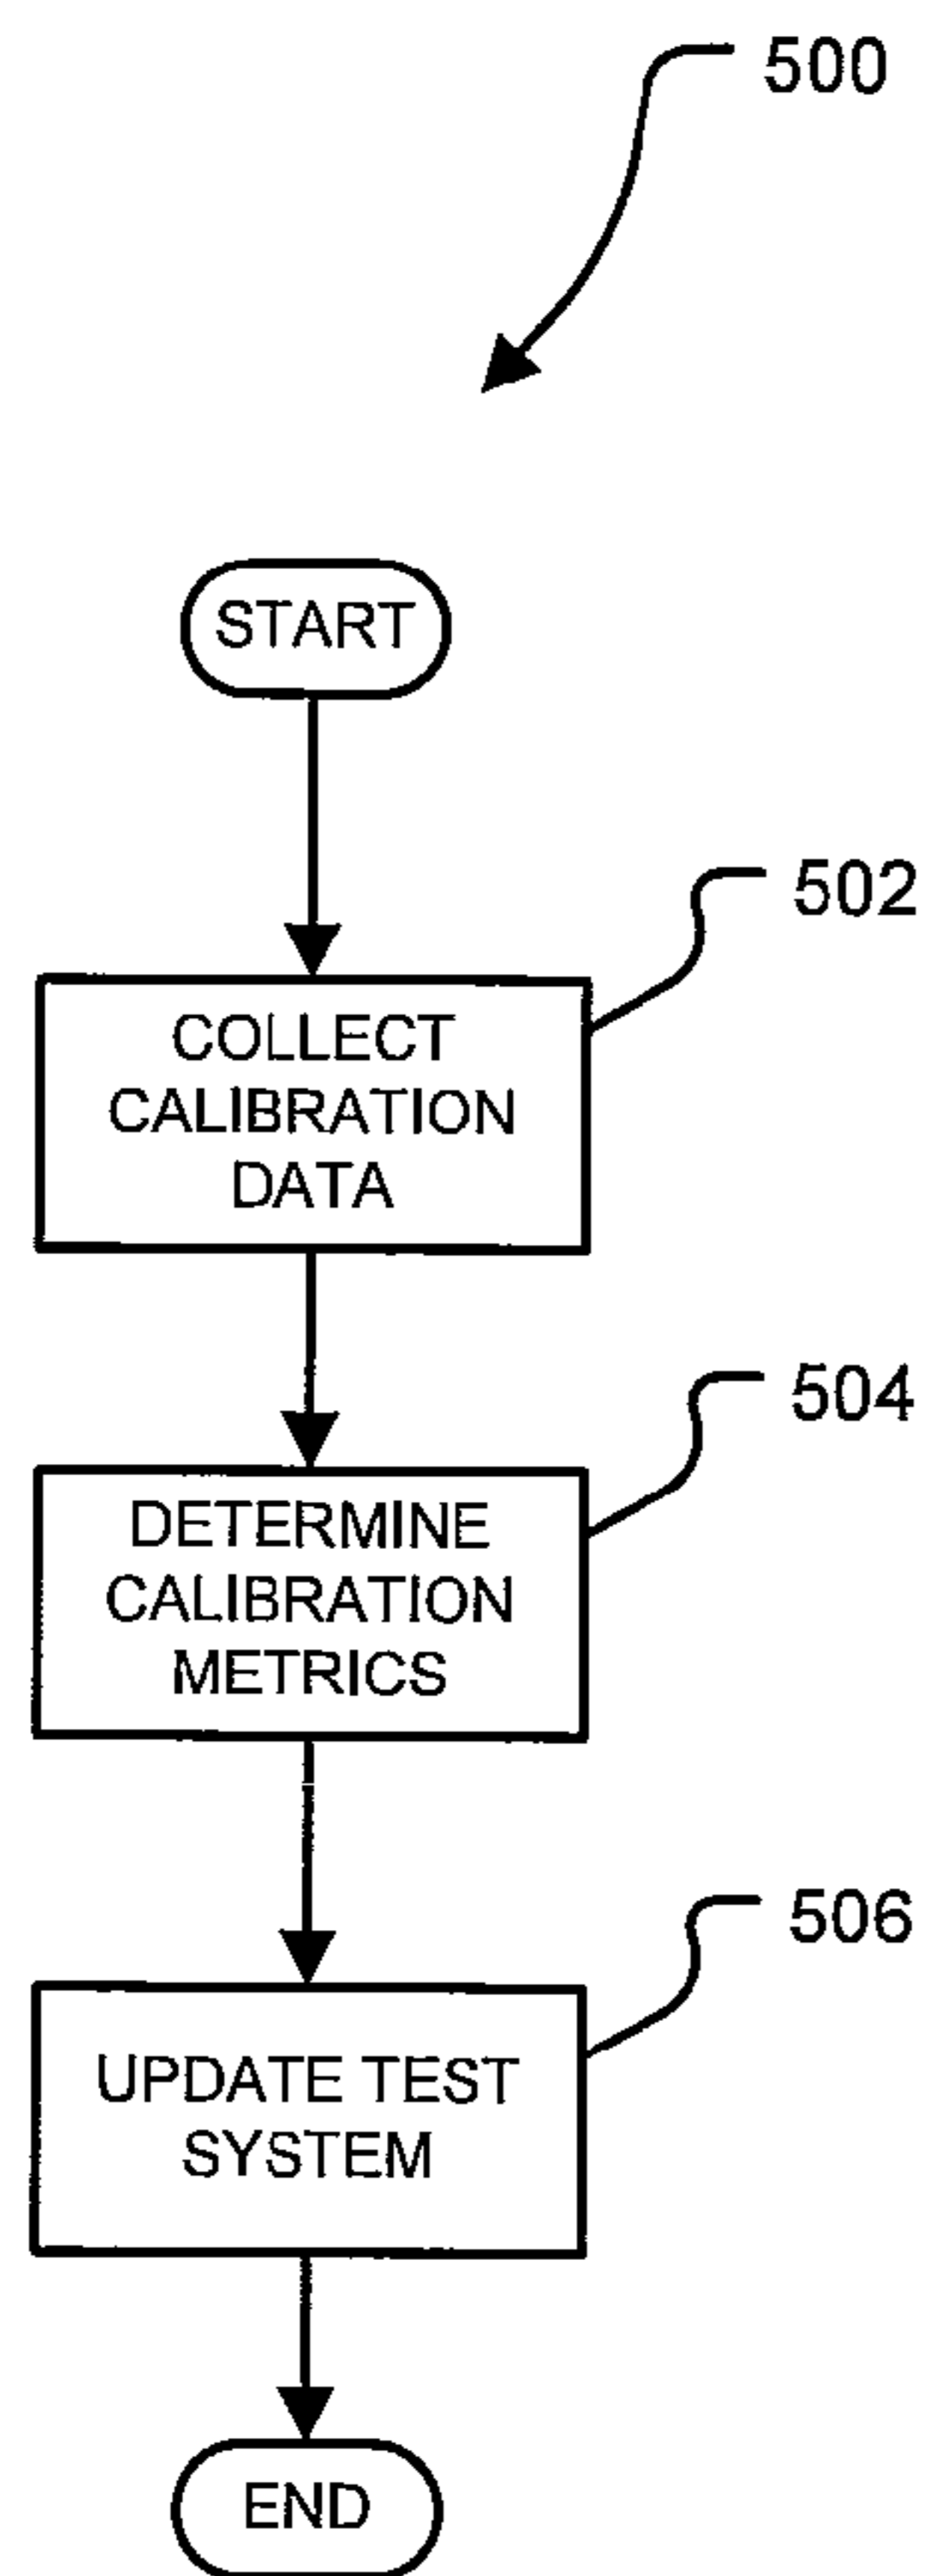 500
START
502
COLLECT
CALIBRATION
DATA
504
DETERMINE
CALIBRATION
METRICS
506
UPDATE TEST
SYSTEM
END